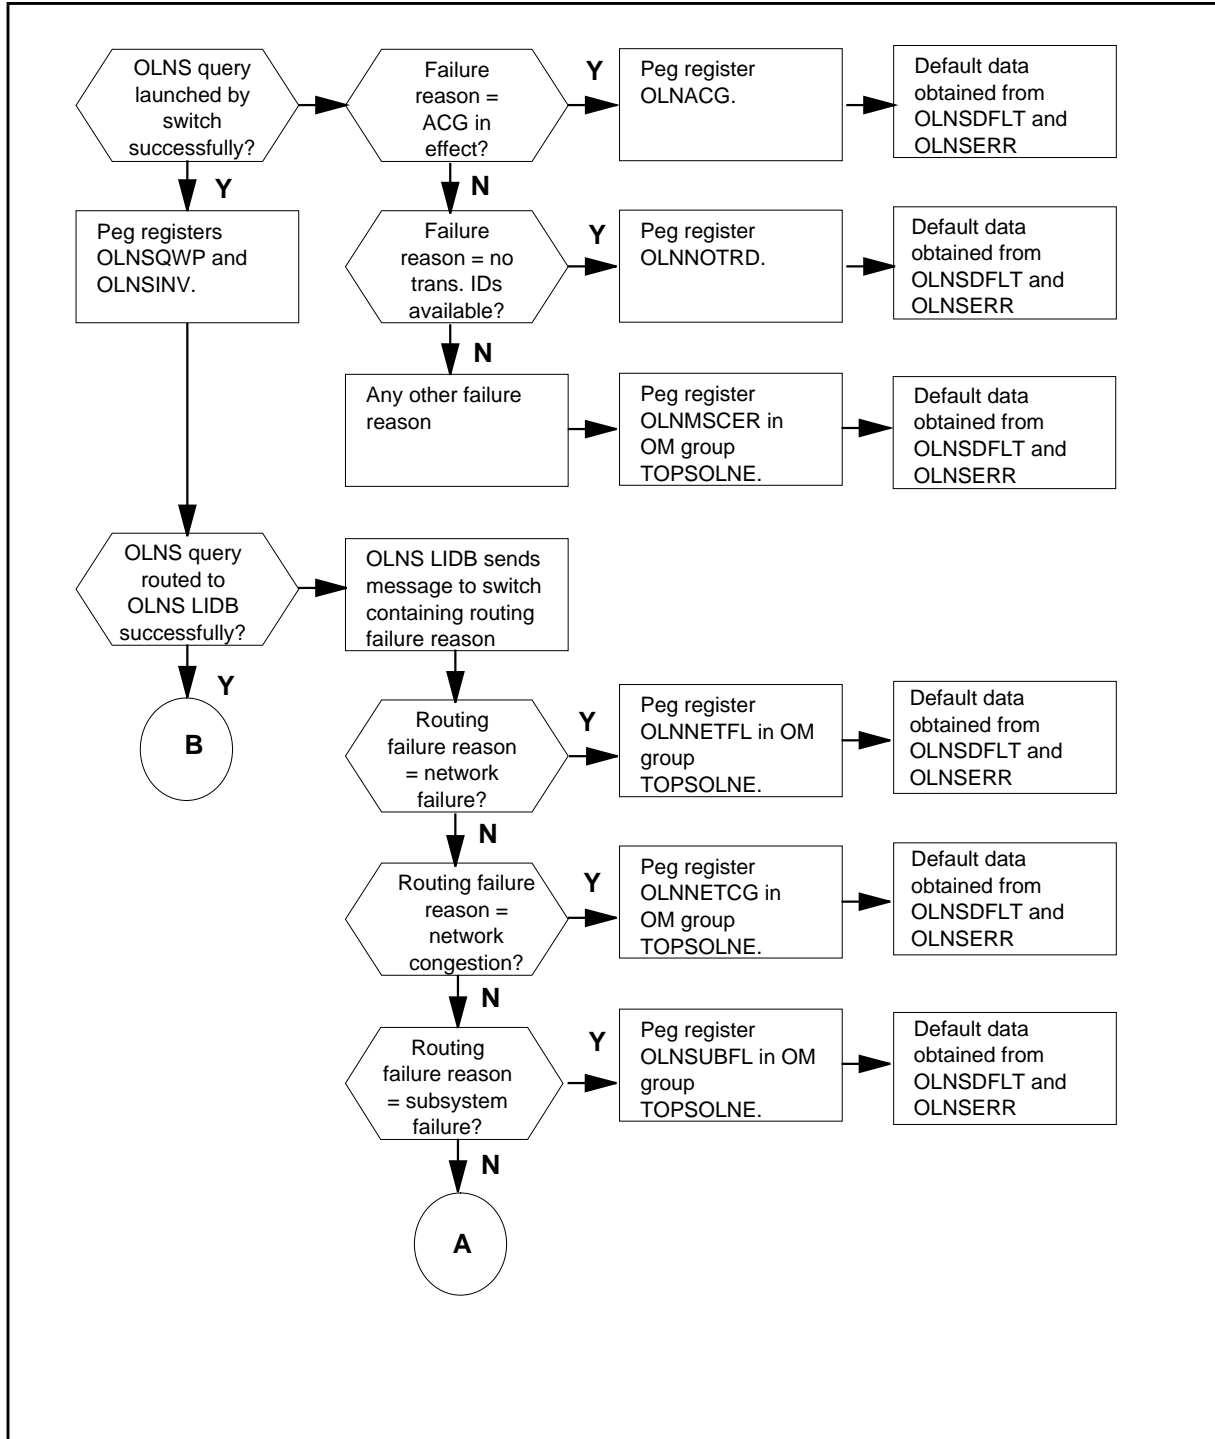 OLNS query
launched by
switch
successfully?
Failure
reason =
ACG in
effect?
Y
Peg register
OLNACG.
Default data
obtained from
OLNSDFLT and
OLNSERR
Y
N
Peg registers
OLNSQWP and
OLNSINV.
Failure
reason = no
trans. IDs
available?
Y
Peg register
OLNNOTRD.
Default data
obtained from
OLNSDFLT and
OLNSERR
N
Any other failure
reason
Peg register
OLNMSCER in
OM group
TOPSOLNE.
Default data
obtained from
OLNSDFLT and
OLNSERR
OLNS query
routed to
OLNS LIDB
successfully?
OLNS LIDB sends
message to switch
containing routing
failure reason
Y
B
Routing
failure reason
= network
failure?
Y
Peg register
OLNNETFL in OM
group
TOPSOLNE.
Default data
obtained from
OLNSDFLT and
OLNSERR
N
Routing failure
reason =
network
congestion?
Y
Peg register
OLNNETCG in
OM group
TOPSOLNE.
Default data
obtained from
OLNSDFLT and
OLNSERR
N
Routing
failure reason
= subsystem
failure?
Y
Peg register
OLNSUBFL in OM
group
TOPSOLNE.
Default data
obtained from
OLNSDFLT and
OLNSERR
N
A